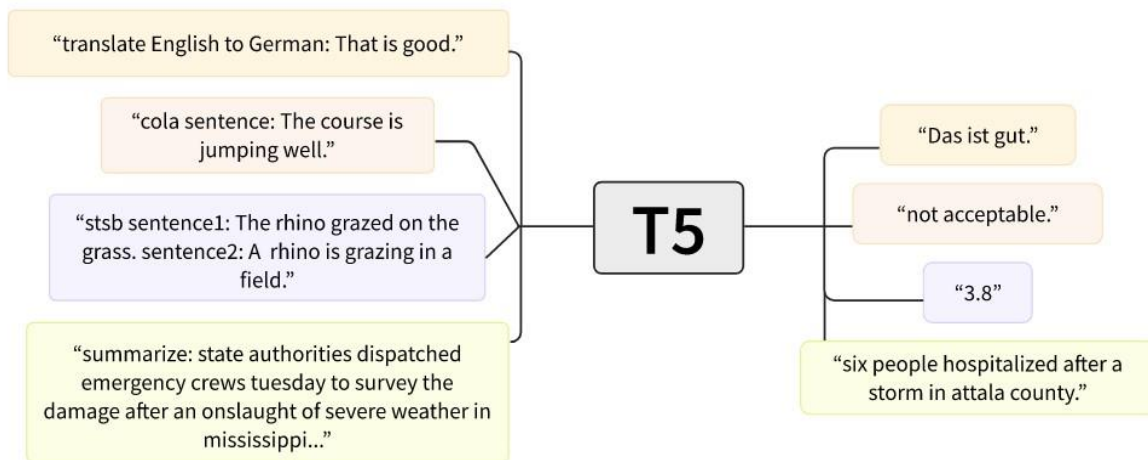 “translate English to German: That is good.”
“cola sentence: The course is
jumping well.”
“stsb sentence1: The rhino grazed on the
grass. sentence2: A rhino is grazing in a
field.”
“summarize: state authorities dispatched
emergency crews tuesday to survey the
damage after an onslaught of severe weather in
mississippi...”
T5
“Das ist gut.”
“not acceptable.”
“3.8”
“six people hospitalized after a
storm in attala county.”